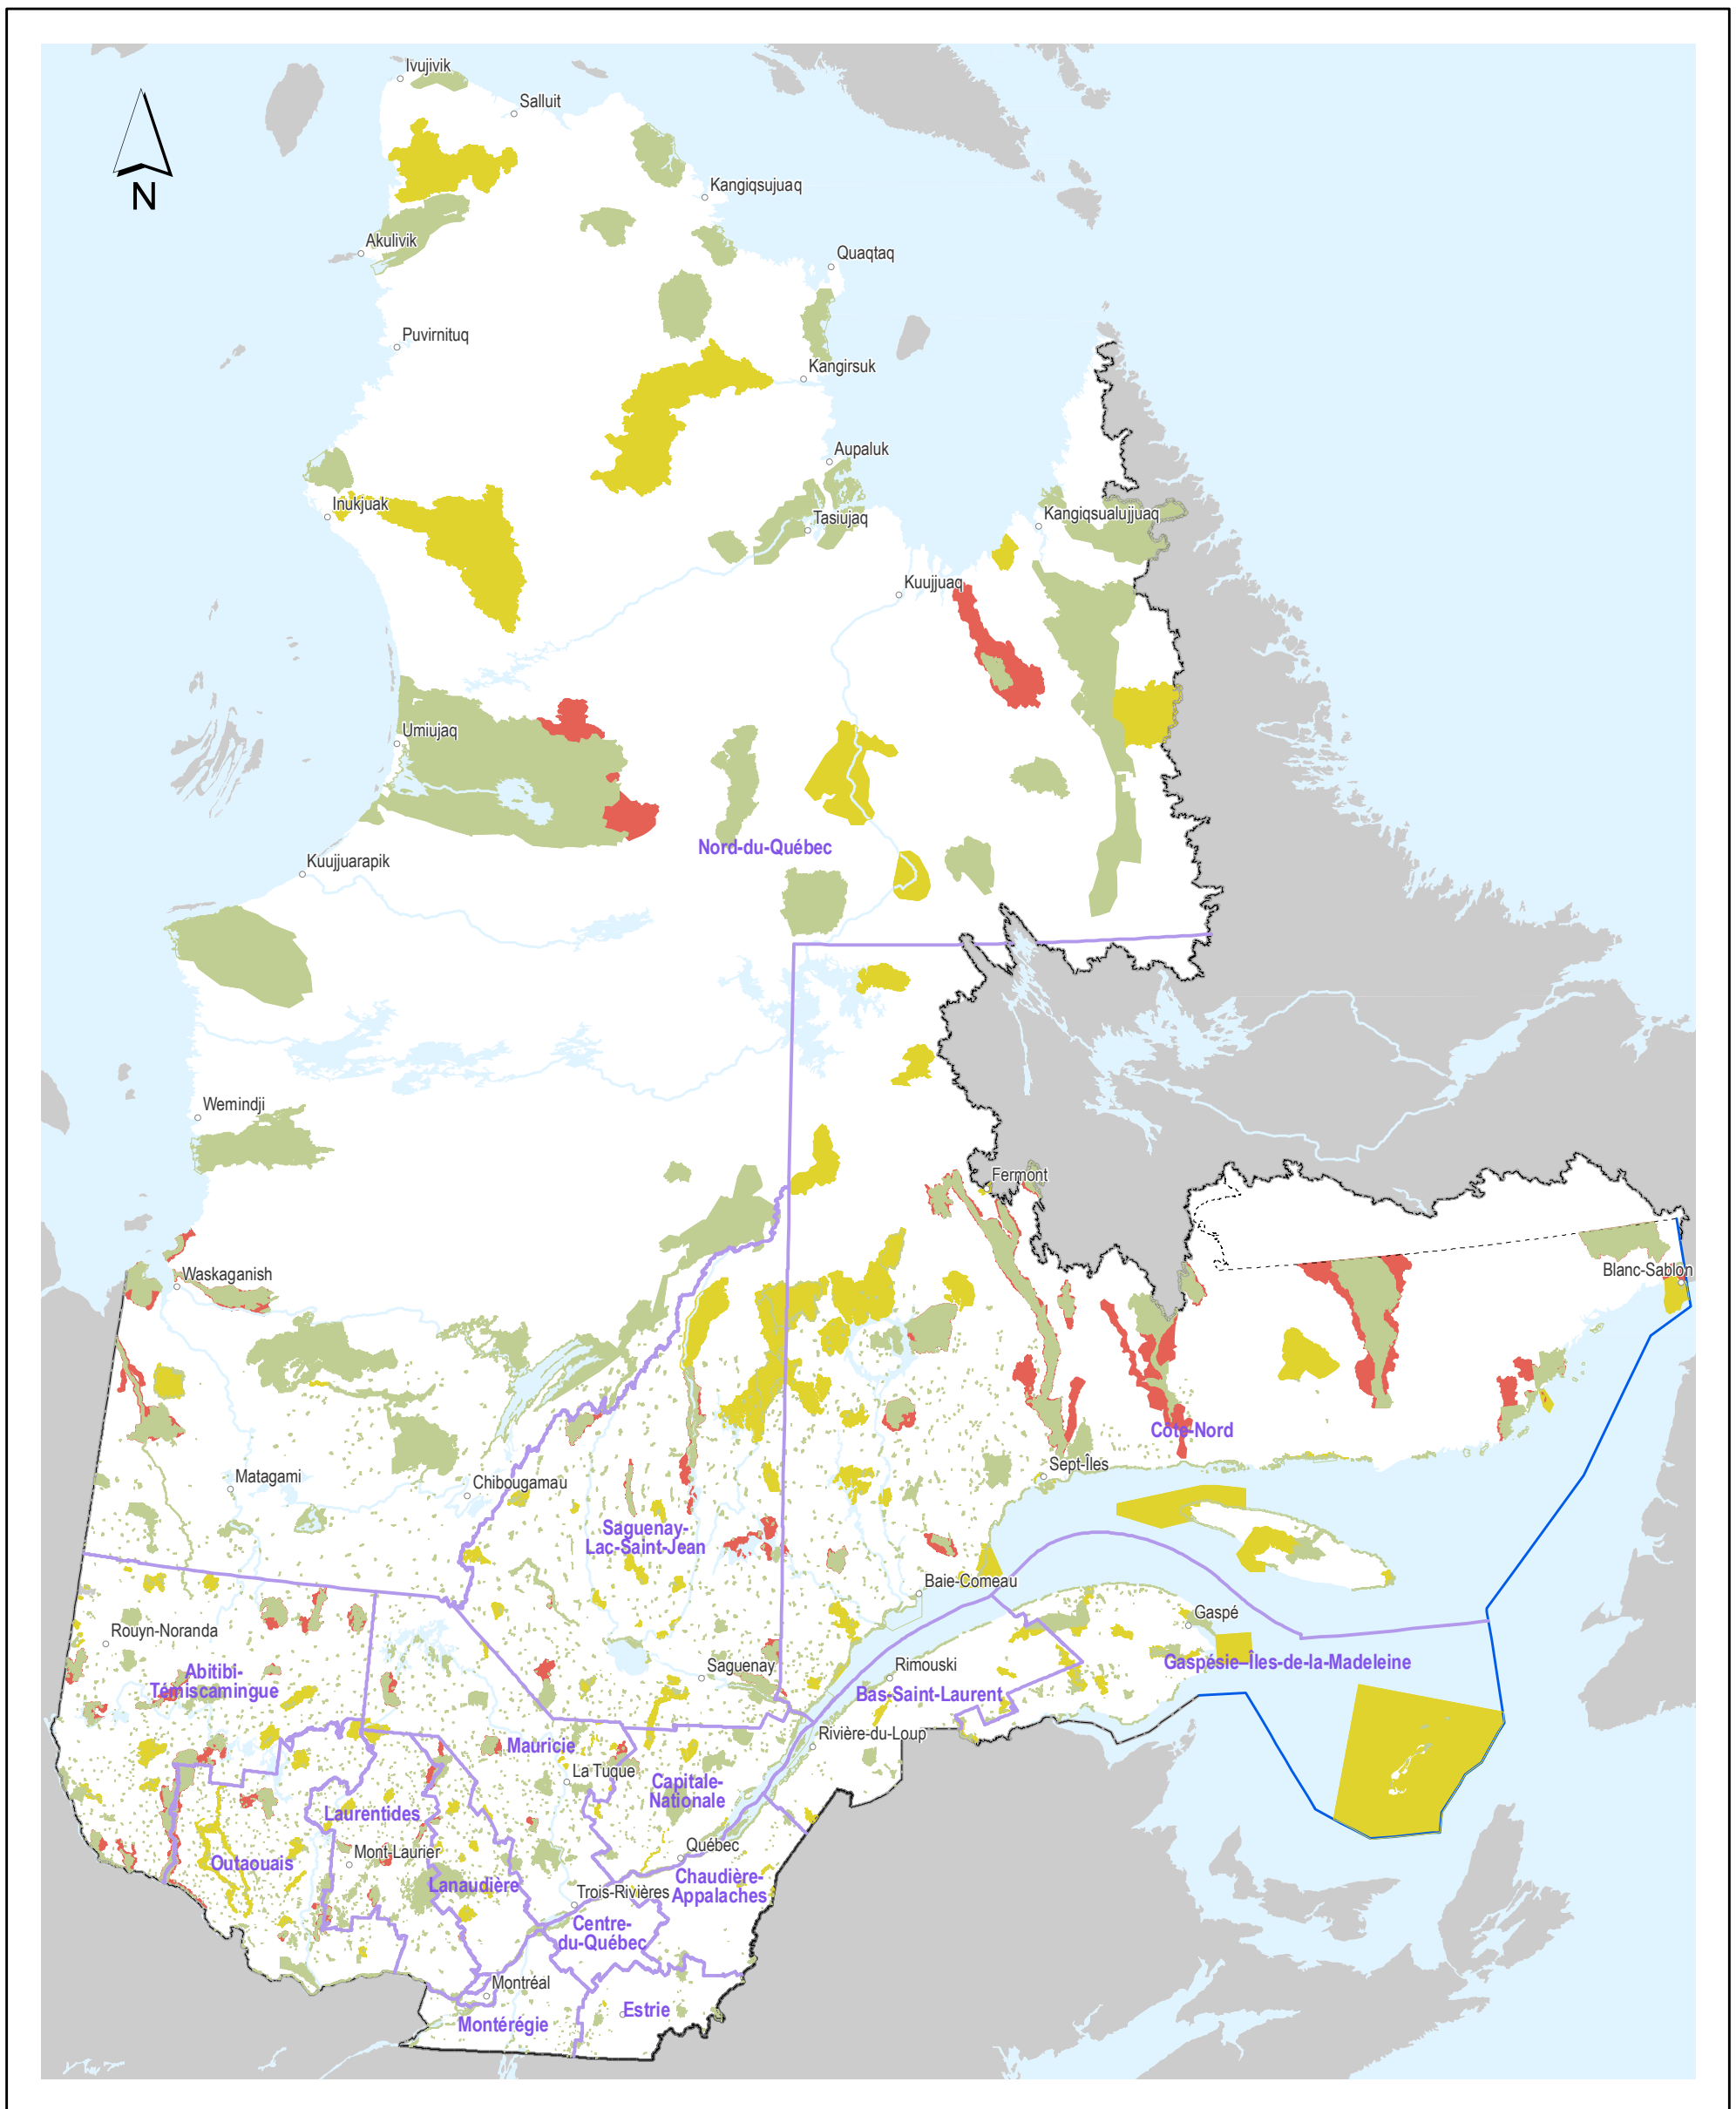 Ivujivik
Salluit
N
Kangiqsujuaq
Akulivik
Quaqtaq
Puvirnituq
Kangirsuk
Aupaluk
Inukjuak
Tasiujaq
Kangiqsualujjuaq
Kuujjuaq
Umiujaq
Nord-du-Québec
Kuujjuarapik
Wemindji
Fermont
Waskaganish
Blanc-Sablon
Côte-Nord
Sept-Îles
Matagami
Chibougamau
Saguenay-
Lac-Saint-Jean
Baie-Comeau
Gaspé
Rouyn-Noranda
Abitibi-
Témiscamingue
Saguenay
Rimouski
Gaspésie–Îles-de-la-Madeleine
Bas-Saint-Laurent
Rivière-du-Loup
Mauricie
La Tuque
Capitale-
Nationale
Laurentides
Mont-Laurier
Québec
Outaouais
Lanaudière
Chaudière-
Appalaches
Trois-Rivières
Centre-
du-Québec
Montréal
Estrie
Montérégie